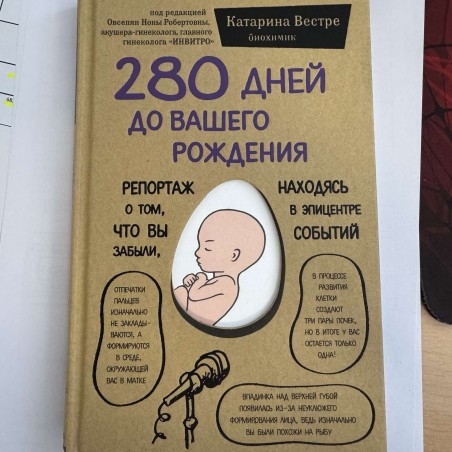 под редакцией
Овсепян Нонны Робертовны,
акушера-гинеколога, главного
гинеколога «ИНВИТРО»
Катарина Вестре
биохимик
280 ДНЕЙ
ДО ВАШЕГО
РОЖДЕНИЯ
РЕПОРТАЖ
О ТОМ,
ЧТО ВЫ
ЗАБЫЛИ,
НАХОДЯСЬ
В ЭПИЦЕНТРЕ
СОБЫТИЙ
ОТПЕЧАТКИ
ПАЛЬЦЕВ
ИЗНАЧАЛЬНО
НЕ ЗАКЛАДЫ-
ВАЮТСЯ, А
ФОРМИРУЮТСЯ
В СРЕДЕ,
ОКРУЖАЮЩЕЙ
ВАС В МАТКЕ
В ПРОЦЕССЕ
РАЗВИТИЯ
КЛЕТКИ
СОЗДАЮТ
ТРИ ПАРЫ ПОЧЕК,
НО В ИТОГЕ У ВАС
ОСТАЕТСЯ ТОЛЬКО
ОДНА!
ВПАДИНКА НАД ВЕРХНЕЙ ГУБОЙ
ПОЯВИЛАСЬ ИЗ-ЗА НЕУКЛЮЖЕГО
ФОРМИРОВАНИЯ ЛИЦА, ВЕДЬ ИЗНАЧАЛЬНО
ВЫ БЫЛИ ПОХОЖИ НА РЫБУ